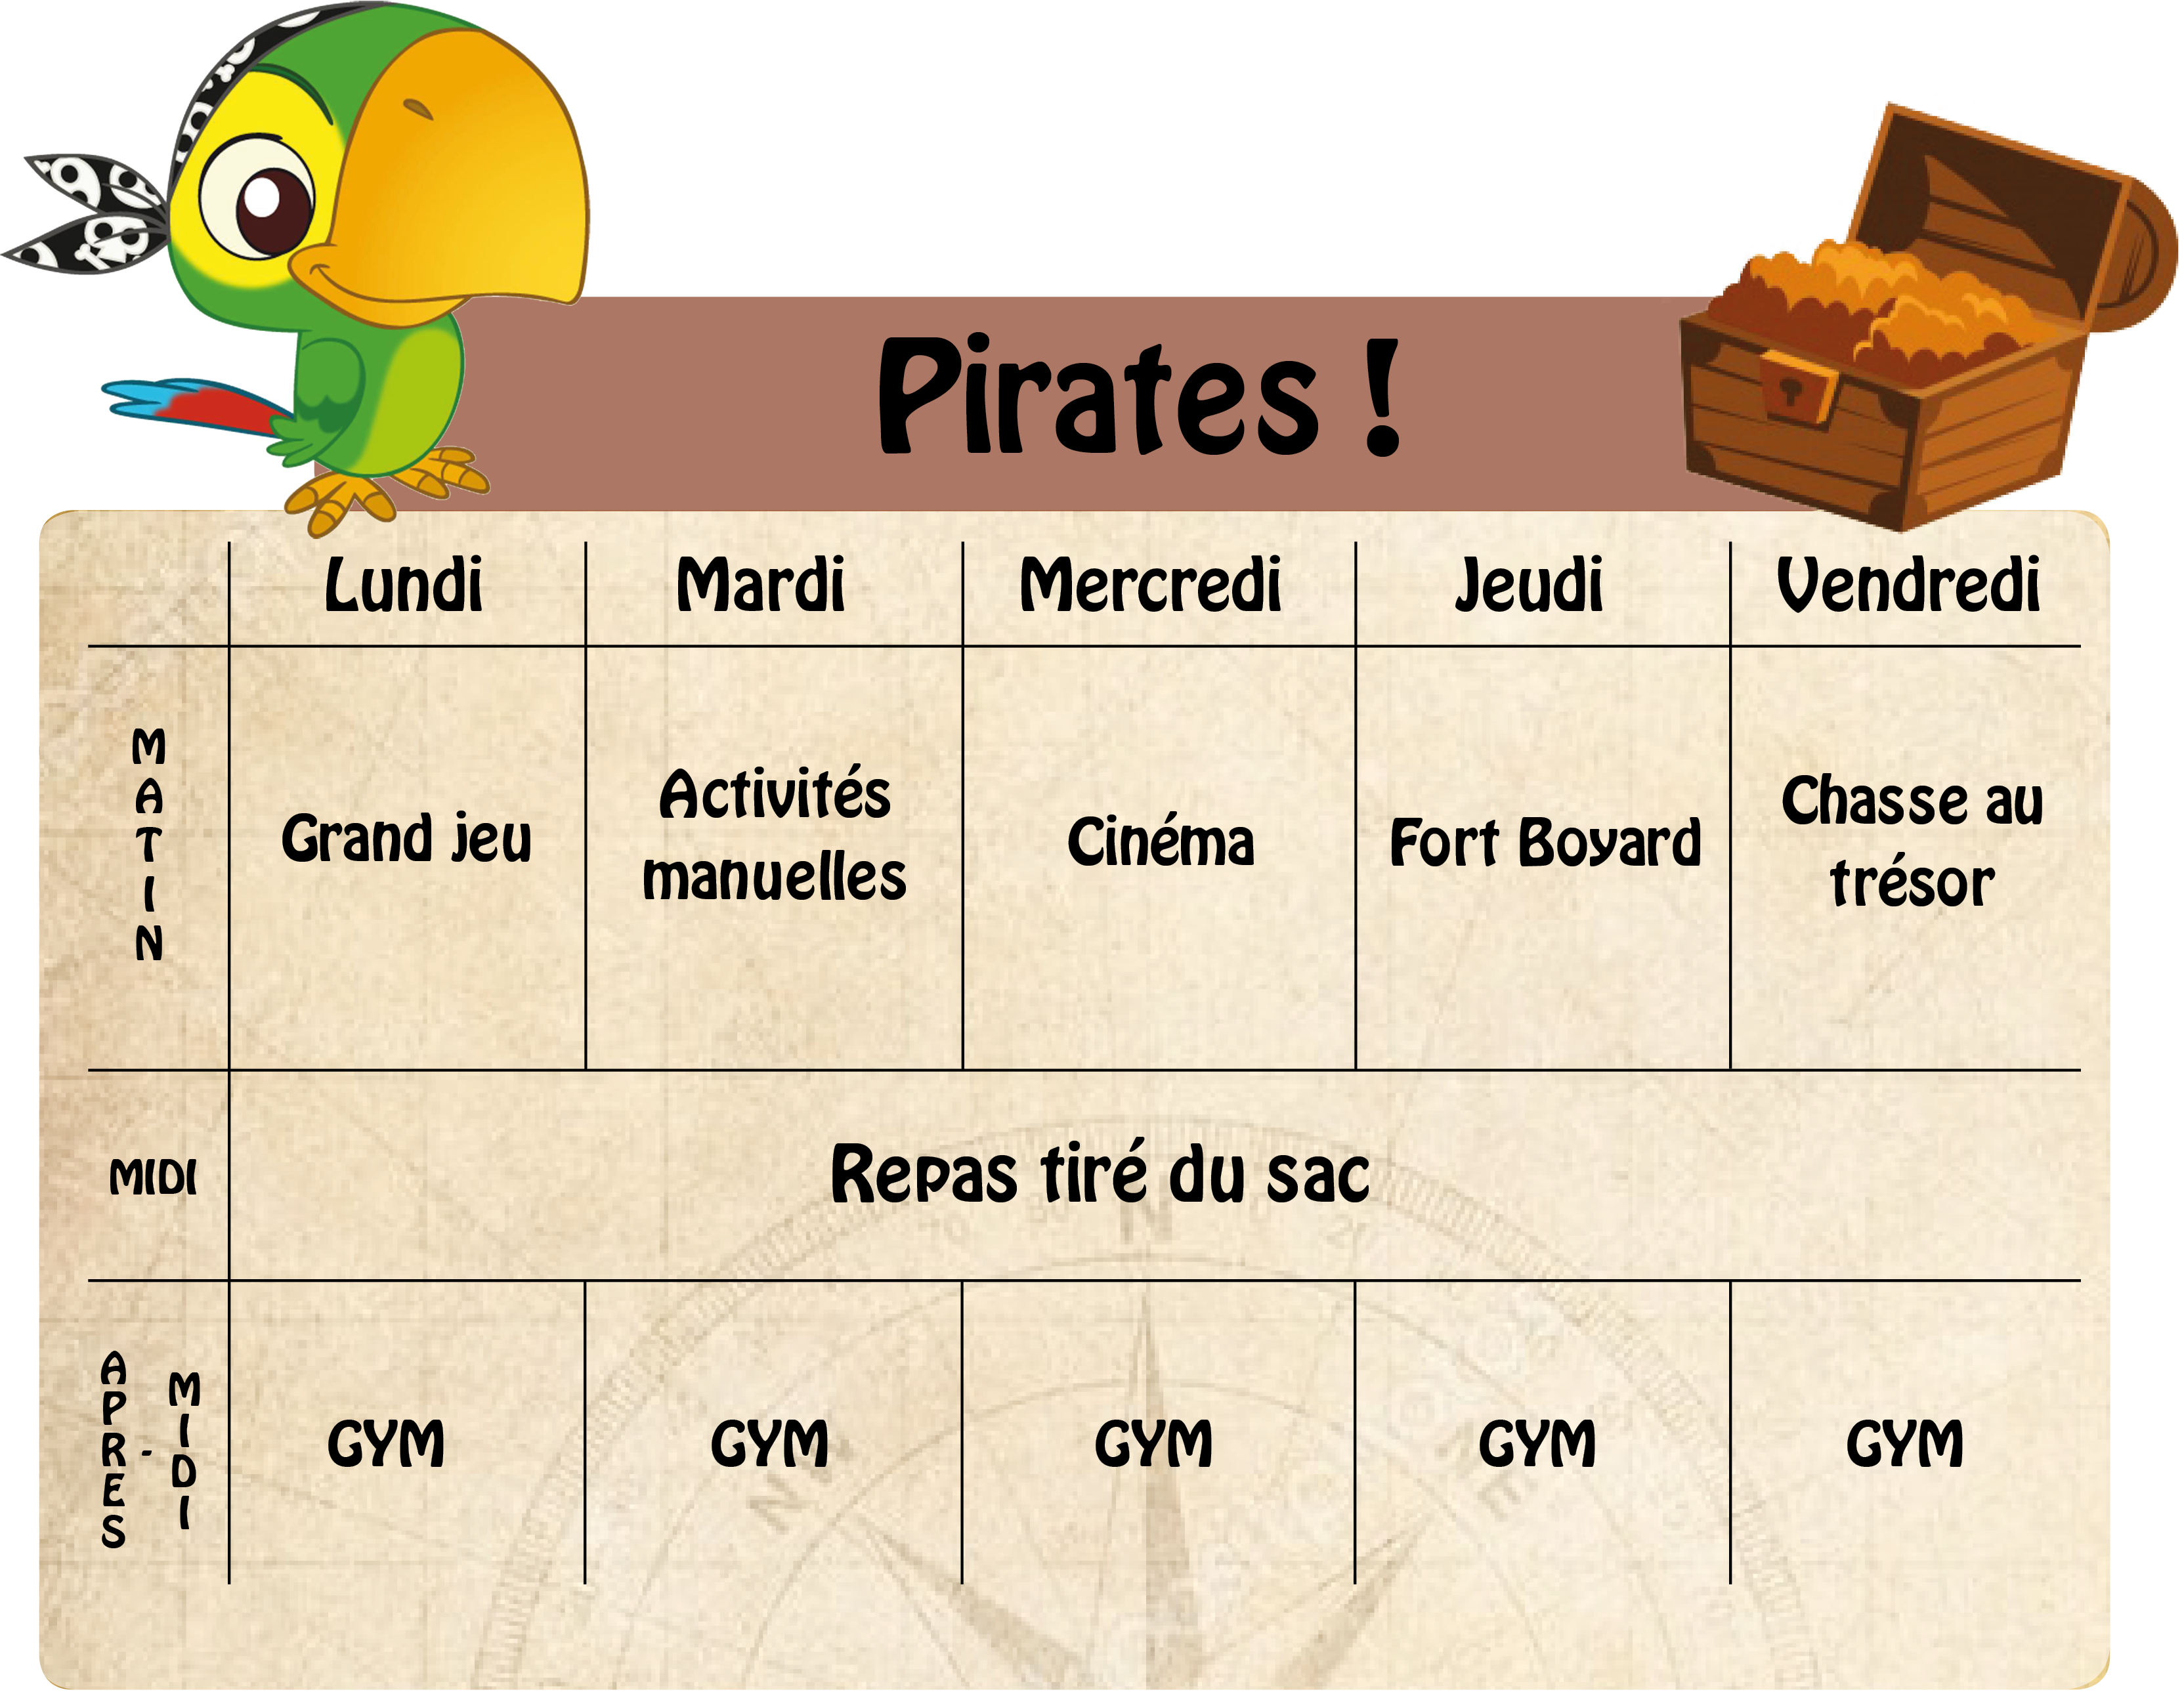 Pirates !
Lundi Mardi Mercredi Jeudi Vendredi
MATIN
Grand jeu
Activités
manuelles
Cinéma
Fort Boyard
Chasse au
trésor
MIDI
Repas tiré du sac
APRES - MIDI
GYM GYM GYM GYM GYM
N